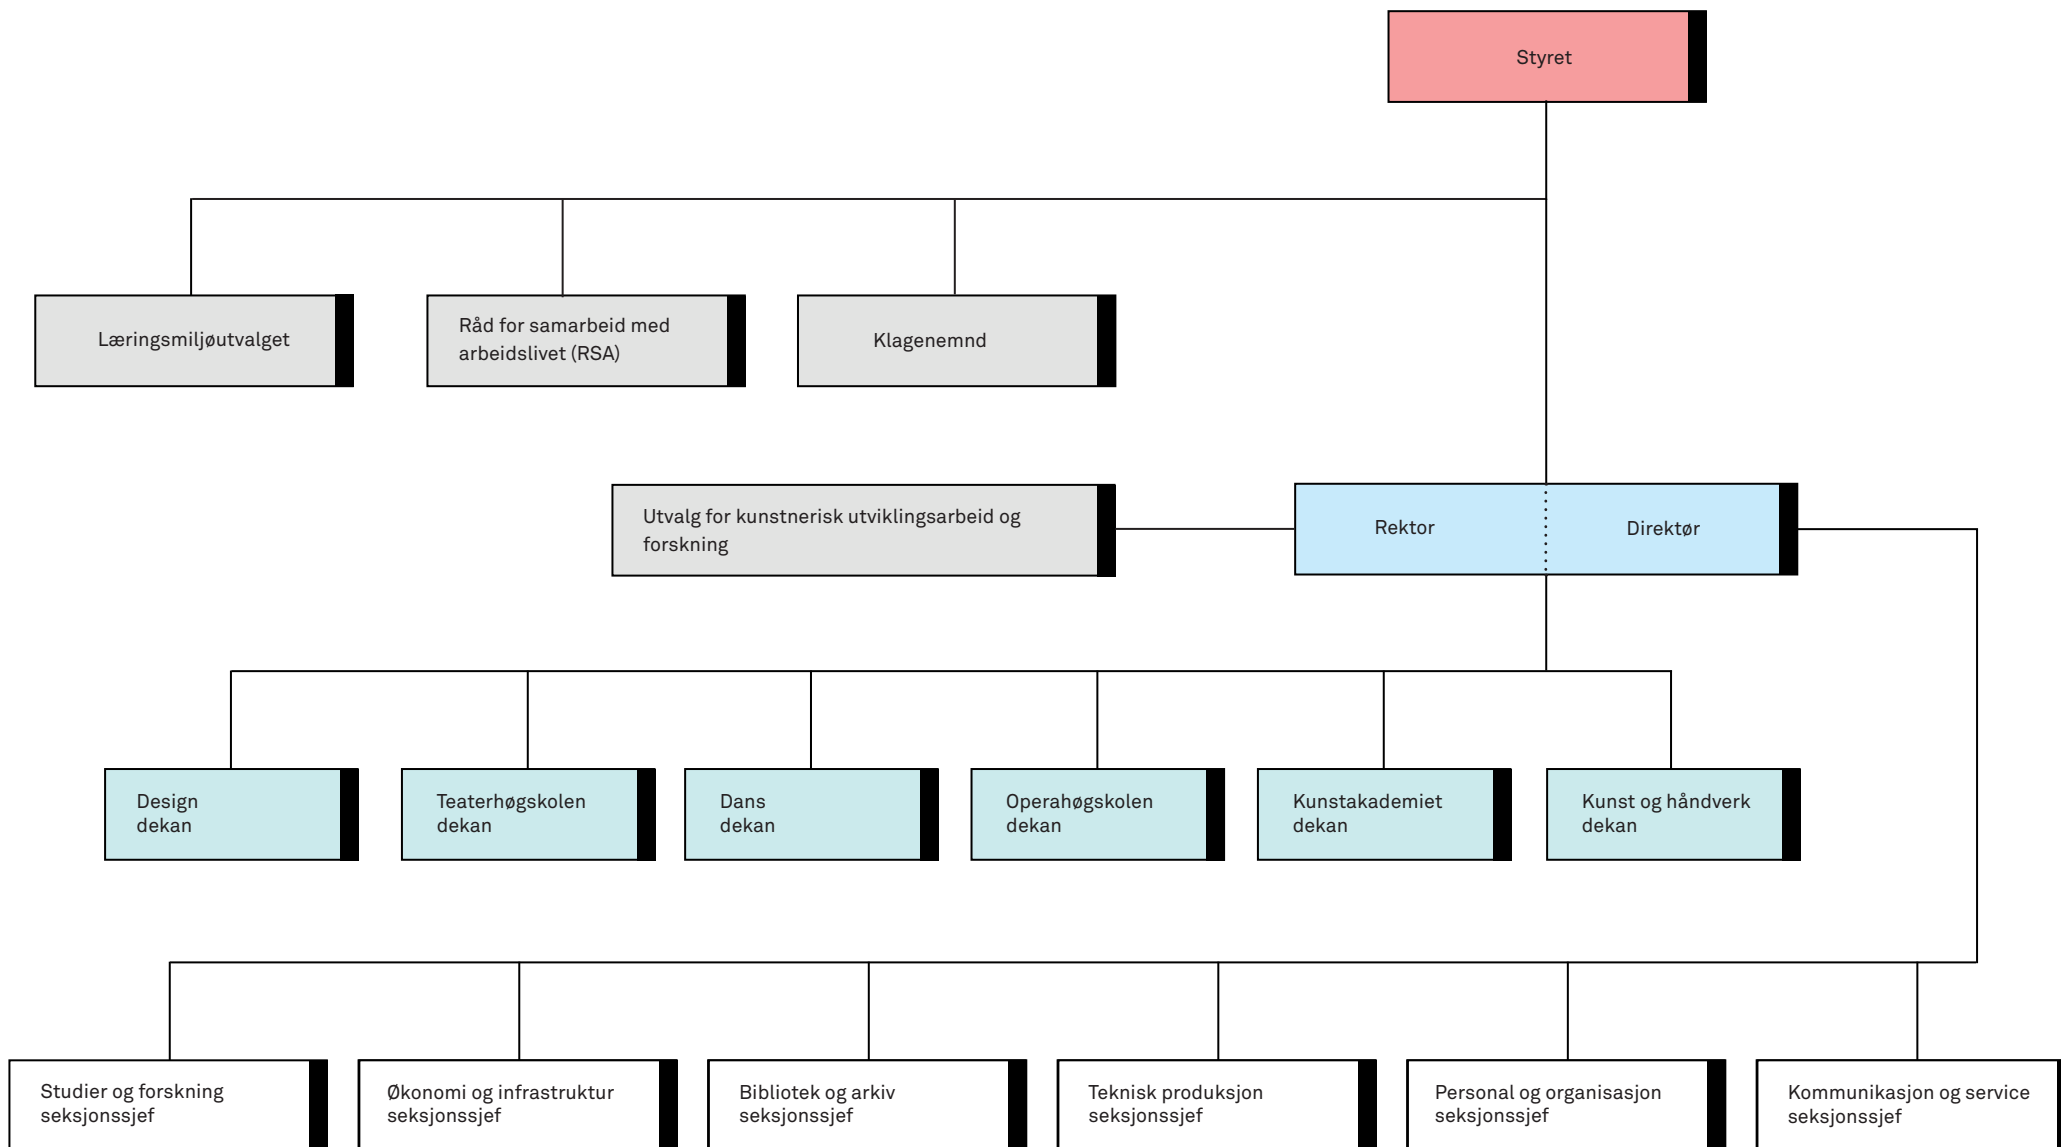 Styret
Læringsmiljøutvalget
Råd for samarbeid med
arbeidslivet (RSA)
Klagenemnd
Utvalg for kunstnerisk utviklingsarbeid og
forskning
Rektor
Direktør
Design
dekan
Teaterhøgskolen
dekan
Dans
dekan
Operahøgskolen
dekan
Kunstakademiet
dekan
Kunst og håndverk
dekan
Studier og forskning
seksjonssjef
Økonomi og infrastruktur
seksjonssjef
Bibliotek og arkiv
seksjonssjef
Teknisk produksjon
seksjonssjef
Personal og organisasjon
seksjonssjef
Kommunikasjon og service
seksjonssjef